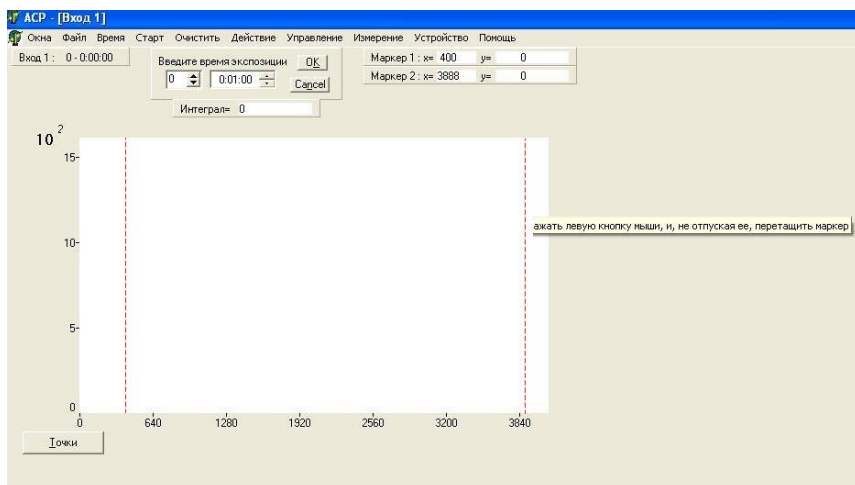 ACP - [Вход 1]
Окна Файл Время Старт Очистить Действие Управление Измерение Устройство Помощь
Вход 1 : 0 - 0:00:00
Введите время экспозиции OK
0 0:01:00 Cancel
Маркер 1 : x= 400 y= 0
Маркер 2 : x= 3888 y= 0
Интеграл= 0
10 2
15-
10-
5-
0
0 640 1280 1920 2560 3200 3840
ажать левую кнопку мыши, и, не отпуская ее, перетащить маркер
Точки